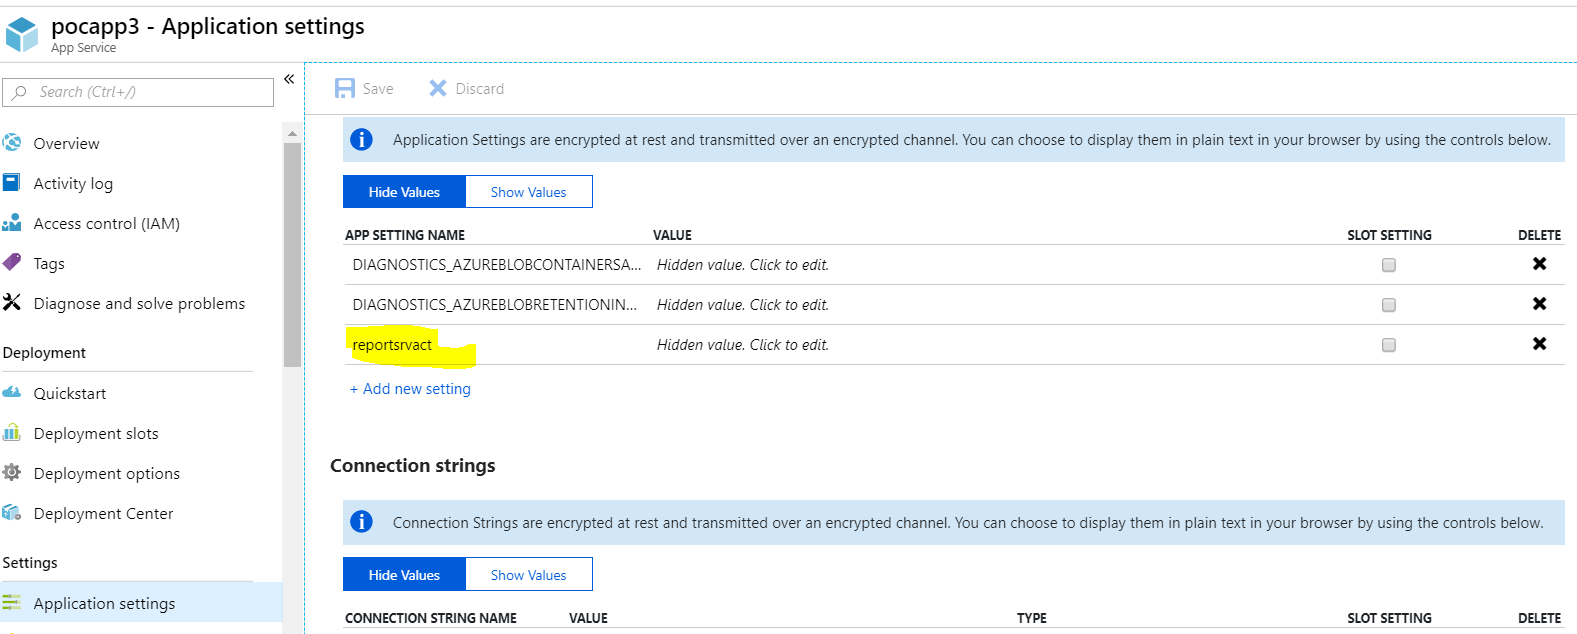 pocapp3 - Application settings
App Service
Search (Ctrl+/)
«
Overview
Activity log
Access control (IAM)
Tags
Diagnose and solve problems
Deployment
Quickstart
Deployment slots
Deployment options
Deployment Center
Settings
Application settings
Save Discard
Application Settings are encrypted at rest and transmitted over an encrypted channel. You can choose to display them in plain text in your browser by using the controls below.
Hide Values Show Values
APP SETTING NAME VALUE SLOT SETTING DELETE
DIAGNOSTICS_AZUREBLOBCONTAINERSA... Hidden value. Click to edit.
DIAGNOSTICS_AZUREBLOBRETENTIONIN... Hidden value. Click to edit.
reportsrvact Hidden value. Click to edit.
+ Add new setting
Connection strings
Connection Strings are encrypted at rest and transmitted over an encrypted channel. You can choose to display them in plain text in your browser by using the controls below.
Hide Values Show Values
CONNECTION STRING NAME VALUE TYPE SLOT SETTING DELETE